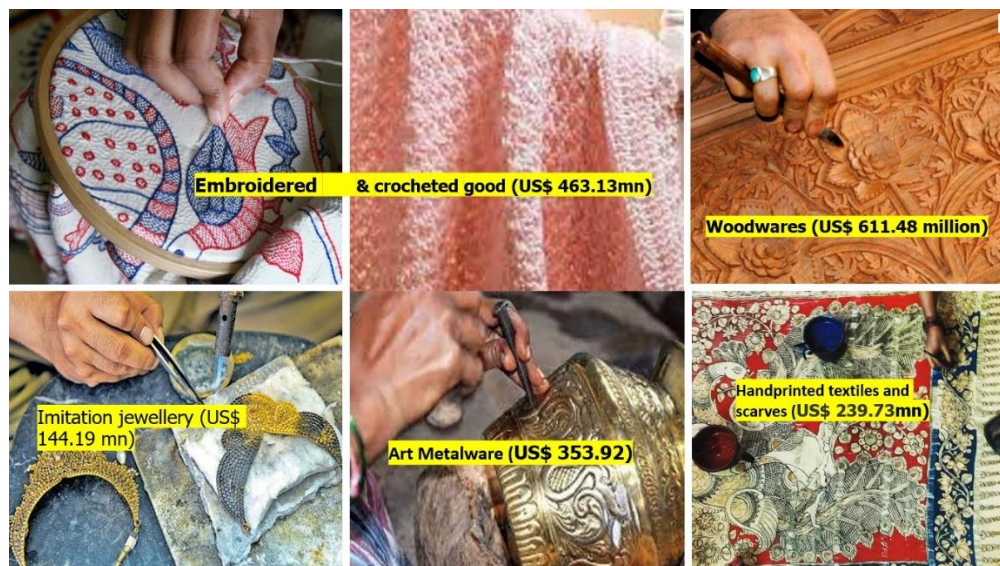 Embroidered & crocheted good (US$ 463.13mn)
Woodwares (US$ 611.48 million)
Imitation jewellery (US$
144.19 mn)
Art Metalware (US$ 353.92)
Handprinted textiles and
scarves (US$ 239.73mn)